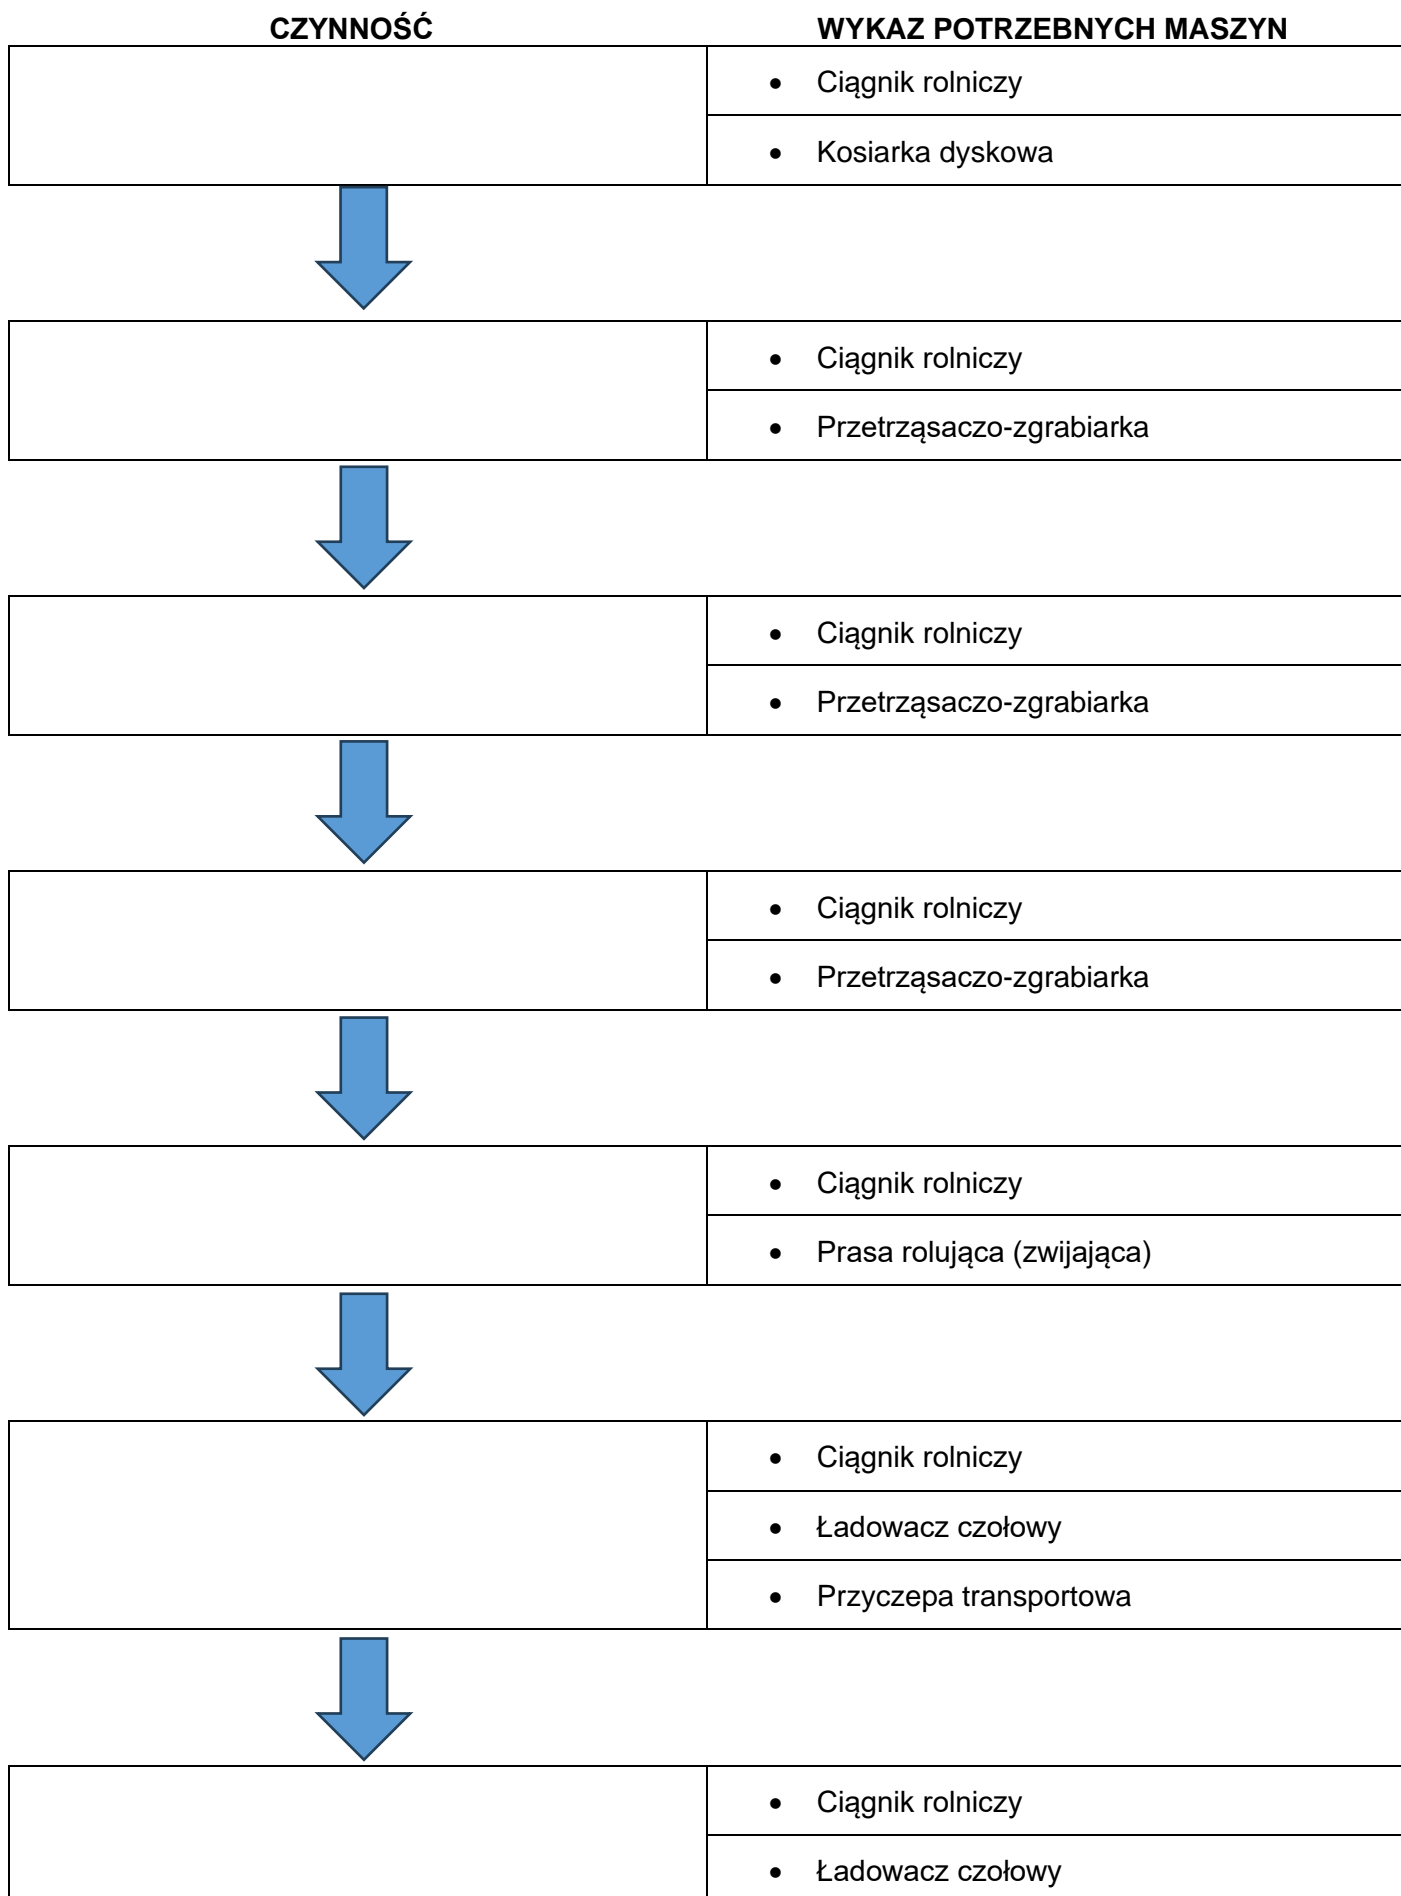 CZYNNOŚĆ WYKAZ POTRZEBNYCH MASZYN
• Ciągnik rolniczy
• Kosiarka dyskowa
• Ciągnik rolniczy
• Przetrząsaczo-zgrabiarka
• Ciągnik rolniczy
• Przetrząsaczo-zgrabiarka
• Ciągnik rolniczy
• Przetrząsaczo-zgrabiarka
• Ciągnik rolniczy
• Prasa rolująca (zwijająca)
• Ciągnik rolniczy
• Ładowacz czołowy
• Przyczepa transportowa
• Ciągnik rolniczy
• Ładowacz czołowy